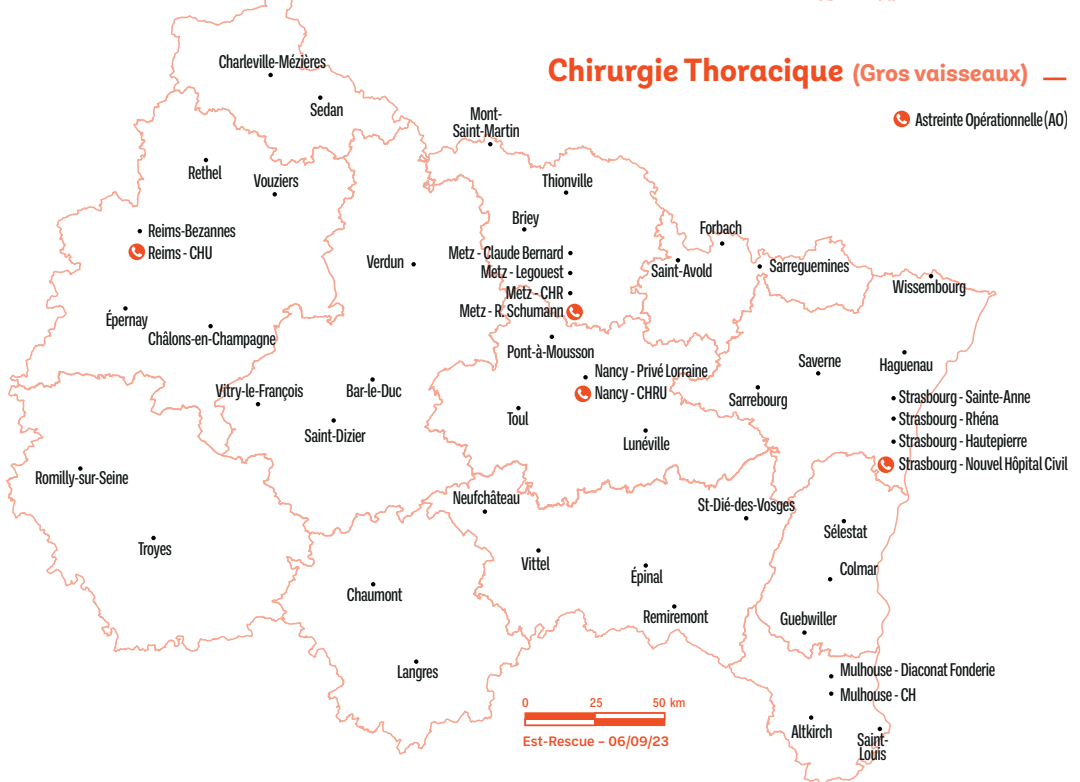 Chirurgie Thoracique (Gros vaisseaux)
Astreinte Opérationnelle (AO)
Charleville-Mézières
Sedan
Mont-
Saint-Martin
Rethel
Vouziers
Thionville
Briey
Reims-Bezannes
Reims - CHU
Verdun
Metz - Claude Bernard
Metz - Legouest
Metz - CHR
Metz - R. Schumann
Forbach
Saint-Avold
Sarreguemines
Wissembourg
Épernay
Châlons-en-Champagne
Pont-à-Mousson
Nancy - Privé Lorraine
Nancy - CHRU
Saverne
Haguenau
Vitry-le-François
Bar-le-Duc
Sarrebourg
Strasbourg - Sainte-Anne
Strasbourg - Rhéna
Strasbourg - Hautepierre
Strasbourg - Nouvel Hôpital Civil
Saint-Dizier
Toul
Lunéville
Romilly-sur-Seine
Troyes
Neufchâteau
St-Dié-des-Vosges
Sélestat
Vittel
Épinal
Colmar
Chaumont
Remiremont
Guebwiller
Langres
Mulhouse - Diaconat Fonderie
Mulhouse - CH
Altkirch
Saint-
Louis
0 25 50 km
Est-Rescue – 06/09/23